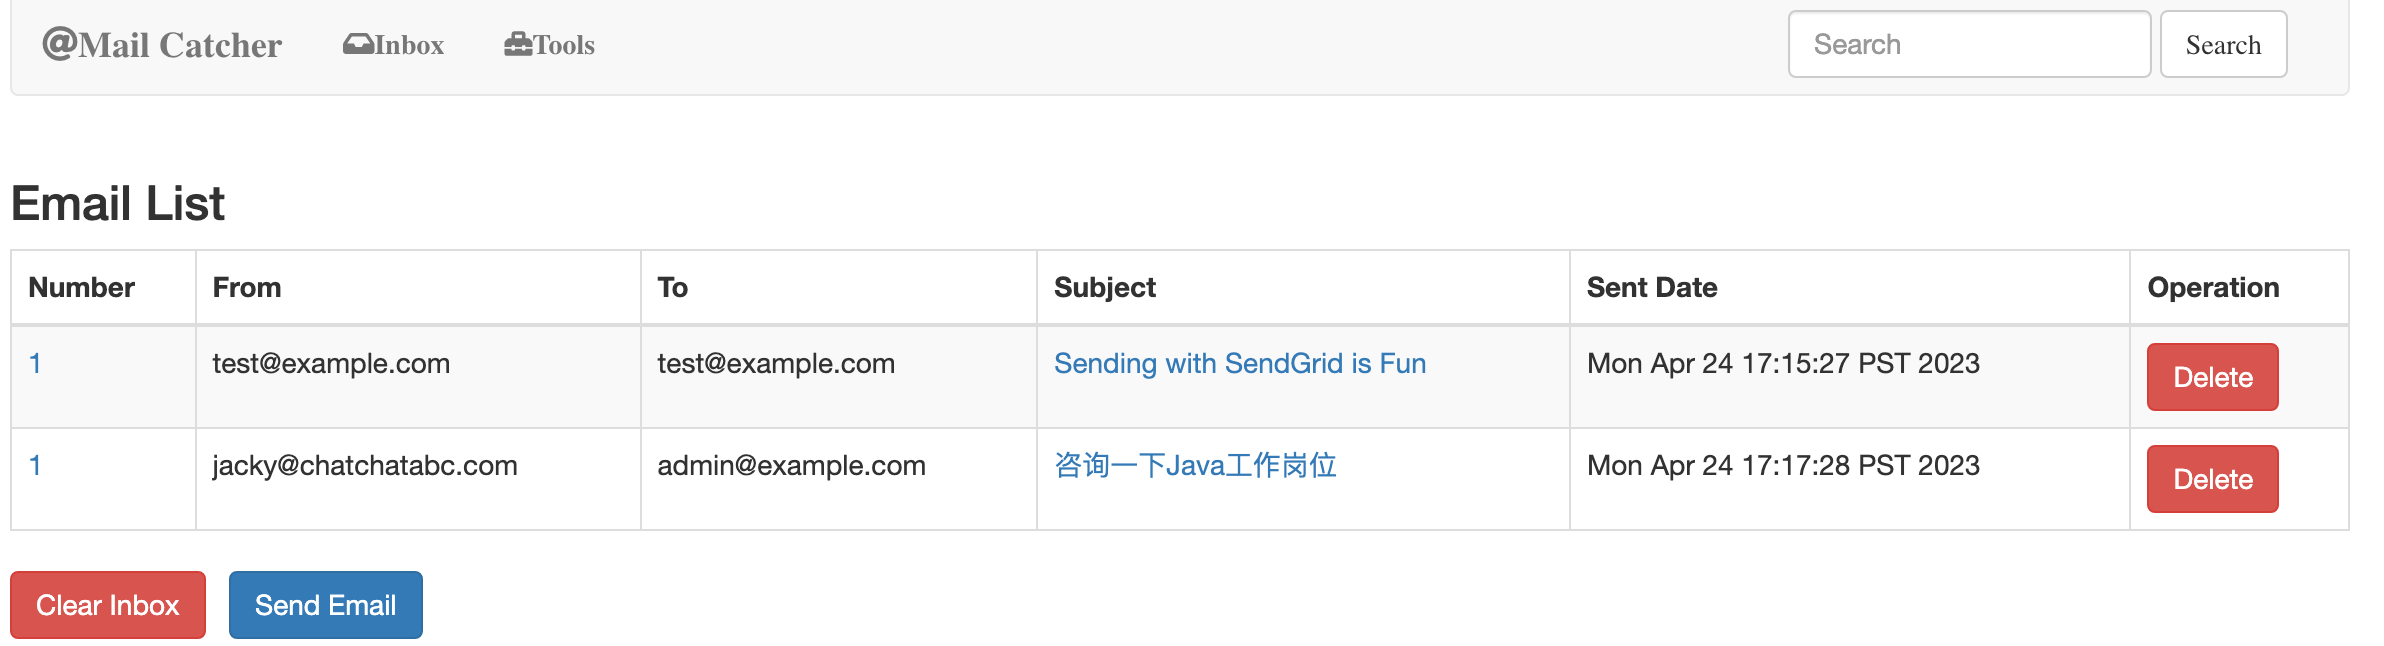 @Mail Catcher Inbox Tools Search Search
Email List
Number From To Subject Sent Date Operation
1 test@example.com test@example.com Sending with SendGrid is Fun Mon Apr 24 17:15:27 PST 2023 Delete
1 jacky@chatchatabc.com admin@example.com 咨询一下Java工作岗位 Mon Apr 24 17:17:28 PST 2023 Delete
Clear Inbox Send Email